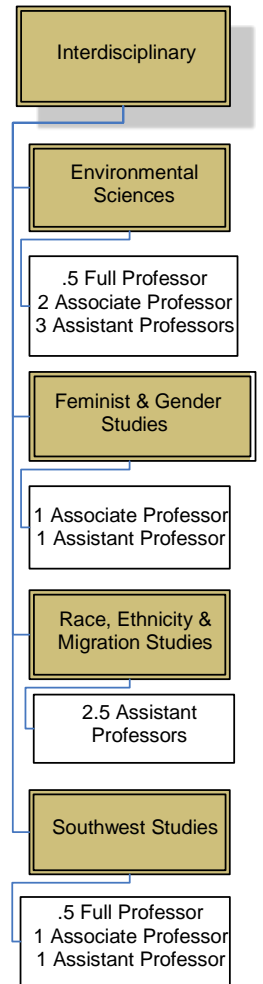 Interdisciplinary
Environmental
Sciences
.5 Full Professor
2 Associate Professor
3 Assistant Professors
Feminist & Gender
Studies
1 Associate Professor
1 Assistant Professor
Race, Ethnicity &
Migration Studies
2.5 Assistant
Professors
Southwest Studies
.5 Full Professor
1 Associate Professor
1 Assistant Professor